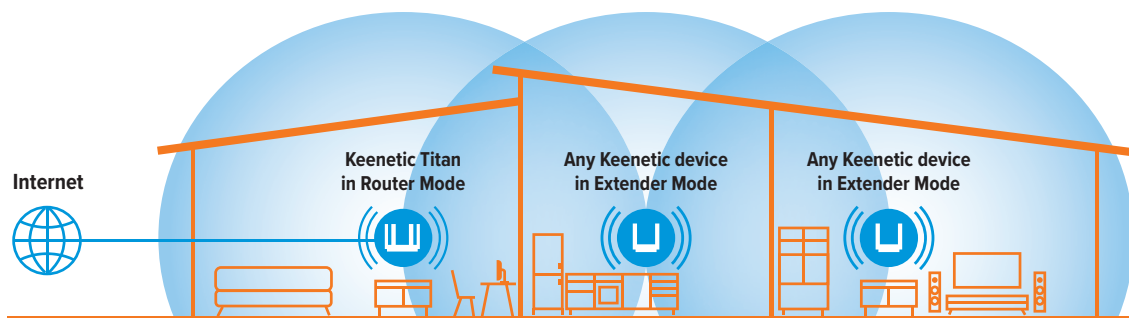 Internet
Keenetic Titan
in Router Mode
Any Keenetic device
in Extender Mode
Any Keenetic device
in Extender Mode